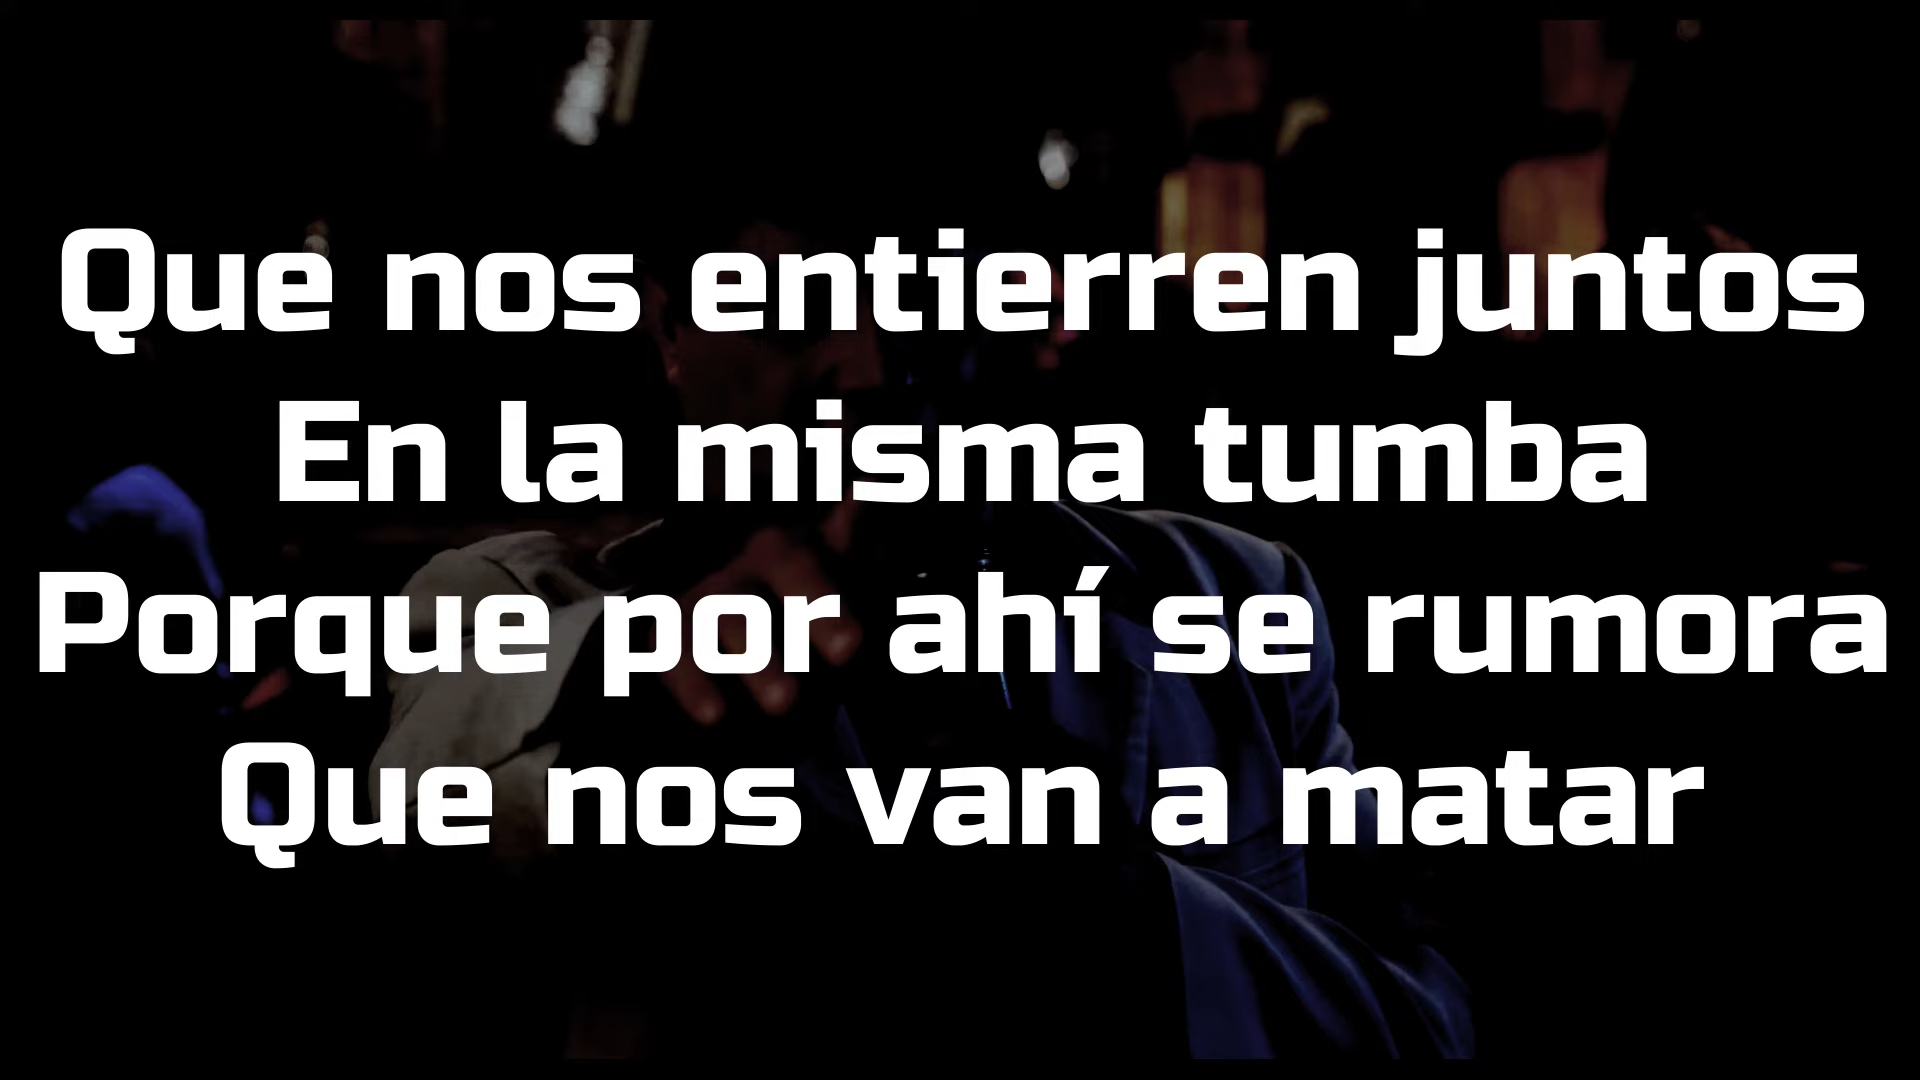 Que nos entierren juntos
En la misma tumba
Porque por ahí se rumora
Que nos van a matar